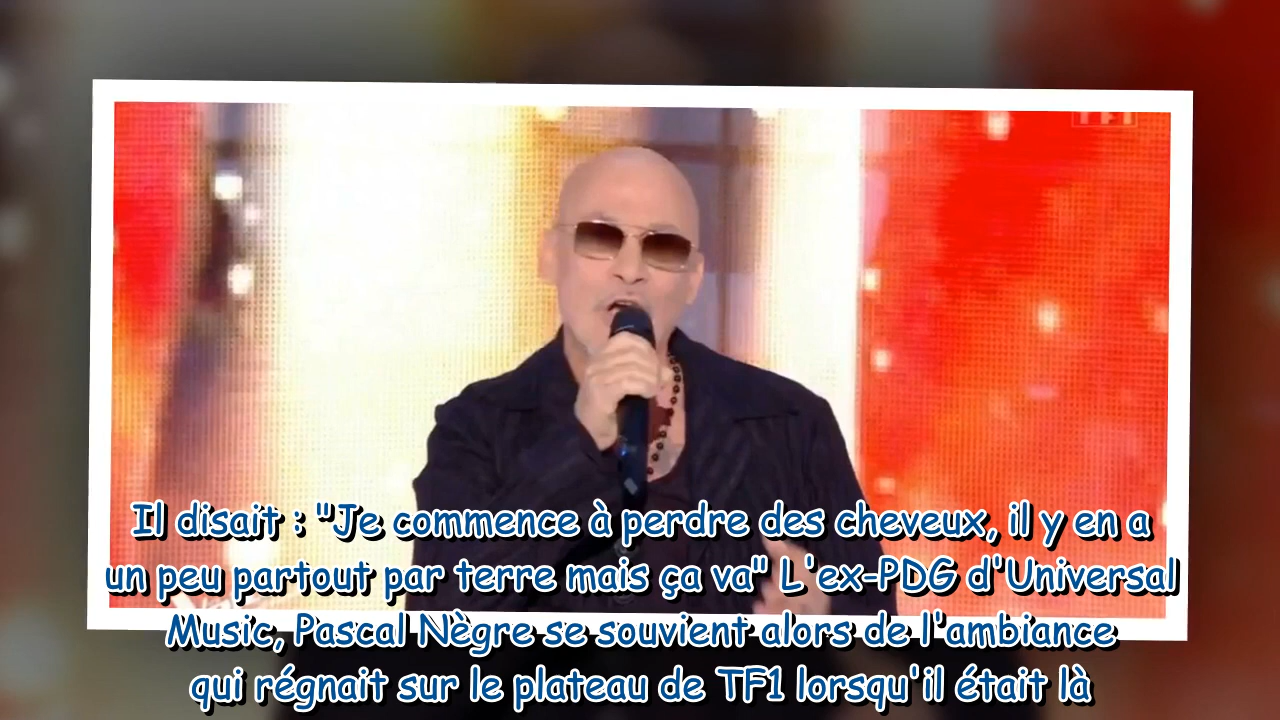 TF1
Il disait : "Je commence à perdre des cheveux, il y en a
un peu partout par terre mais ça va" L'ex-PDG d'Universal
Music, Pascal Nègre se souvient alors de l'ambiance
qui régnait sur le plateau de TF1 lorsqu'il était là